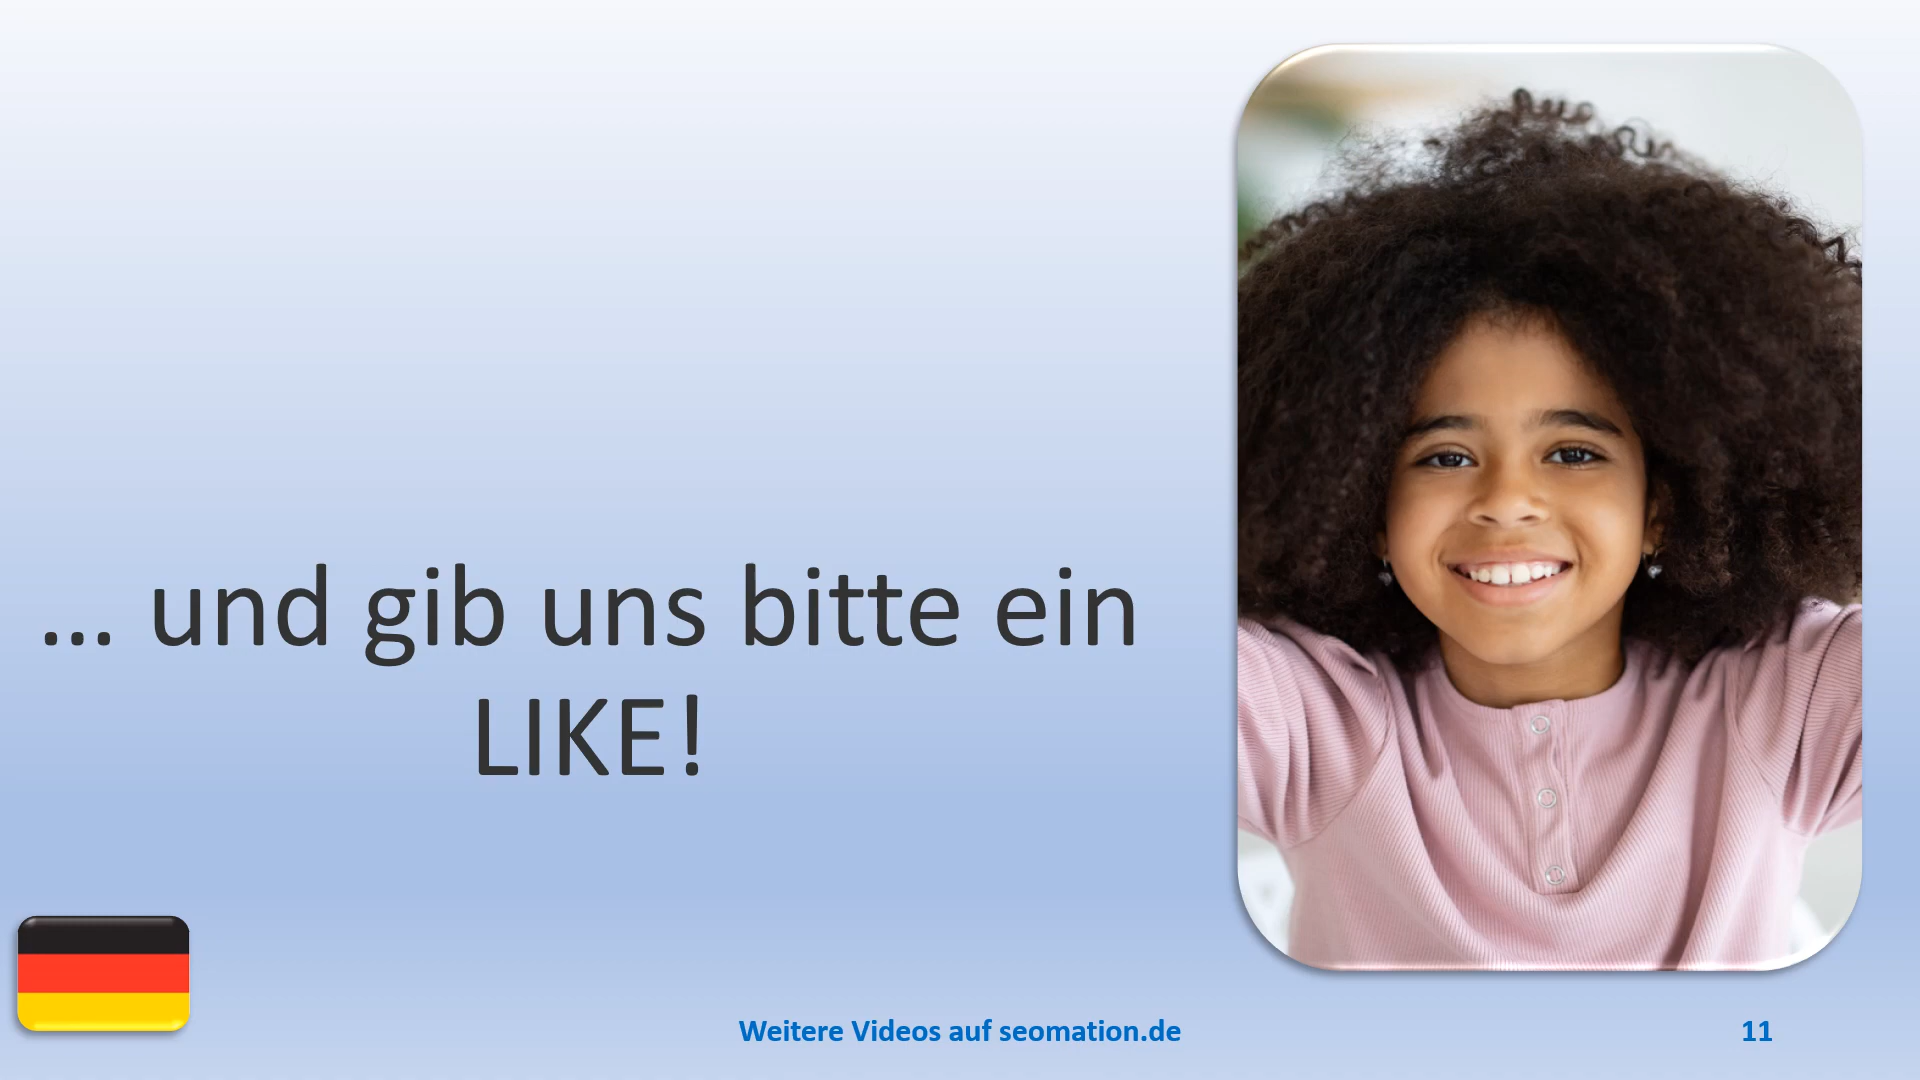 ... und gib uns bitte ein
LIKE!
Weitere Videos auf seomation.de
11